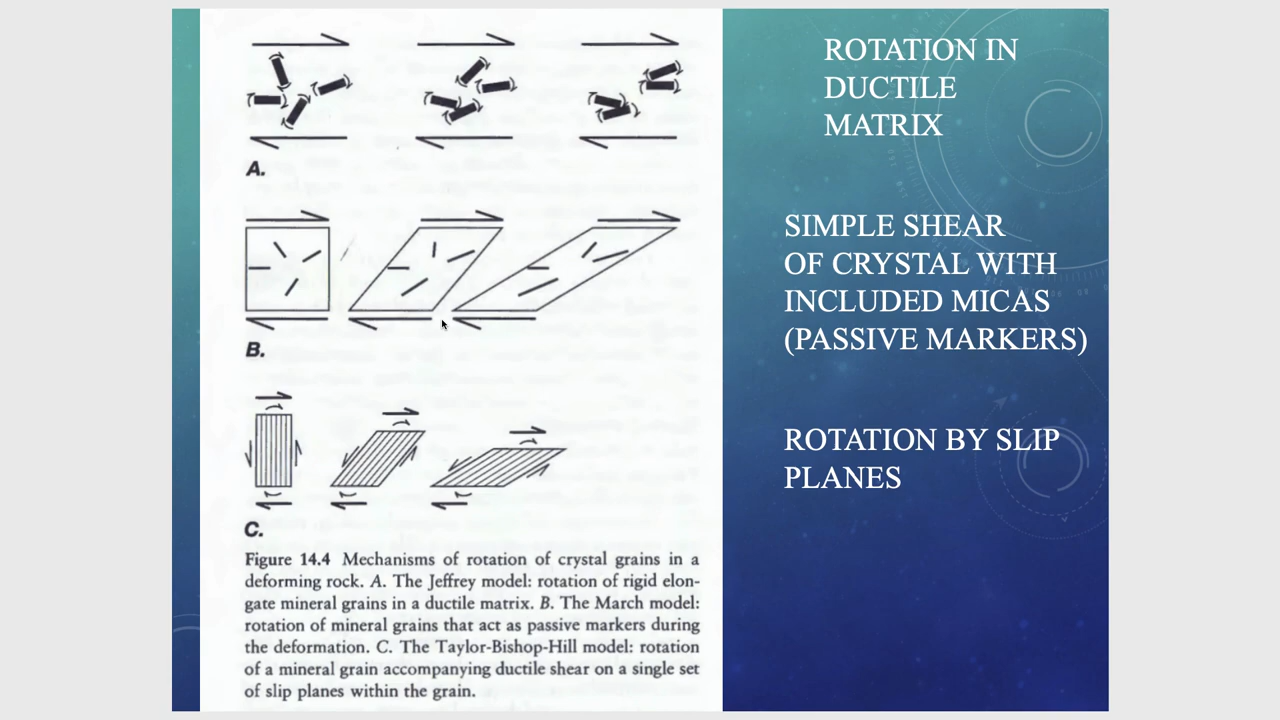 ROTATION IN
DUCTILE
MATRIX
A.
SIMPLE SHEAR
OF CRYSTAL WITH
INCLUDED MICAS
(PASSIVE MARKERS)
B.
ROTATION BY SLIP
PLANES
C.
Figure 14.4 Mechanisms of rotation of crystal grains in a
deforming rock. A. The Jeffrey model: rotation of rigid elon-
gate mineral grains in a ductile matrix. B. The March model:
rotation of mineral grains that act as passive markers during
the deformation. C. The Taylor-Bishop-Hill model: rotation
of a mineral grain accompanying ductile shear on a single set
of slip planes within the grain.